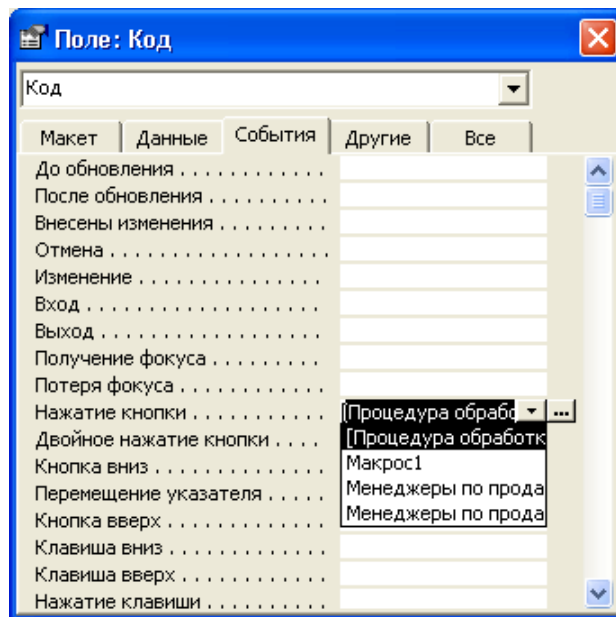 Поле: Код
Код
Макет Данные События Другие Все
До обновления . . . . . . . . . . . .
После обновления . . . . . . . . . .
Внесены изменения . . . . . . . . .
Отмена . . . . . . . . . . . . . . . . . .
Изменение . . . . . . . . . . . . . . .
Вход . . . . . . . . . . . . . . . . . . .
Выход . . . . . . . . . . . . . . . . . .
Получение фокуса . . . . . . . . .
Потеря фокуса . . . . . . . . . . . .
Нажатие кнопки . . . . . . . . . . . [Процедура обрабо ...
Двойное нажатие кнопки . . . . [Процедура обработк
Кнопка вниз . . . . . . . . . . . . . . Макрос1
Перемещение указателя . . . . . Менеджеры по прода
Кнопка вверх . . . . . . . . . . . . . Менеджеры по прода
Клавиша вниз . . . . . . . . . . . . .
Клавиша вверх . . . . . . . . . . . .
Нажатие клавиши . . . . . . . . . .